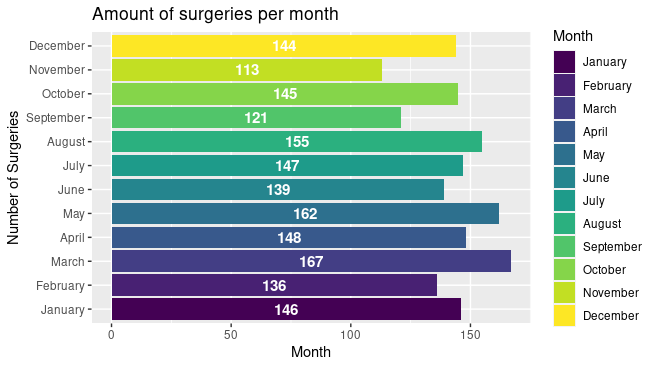 Amount of surgeries per month
Number of Surgeries
December 144
November 113
October 145
September 121
August 155
July 147
June 139
May 162
April 148
March 167
February 136
January 146
0 50 100 150
Month
Month
January
February
March
April
May
June
July
August
September
October
November
December